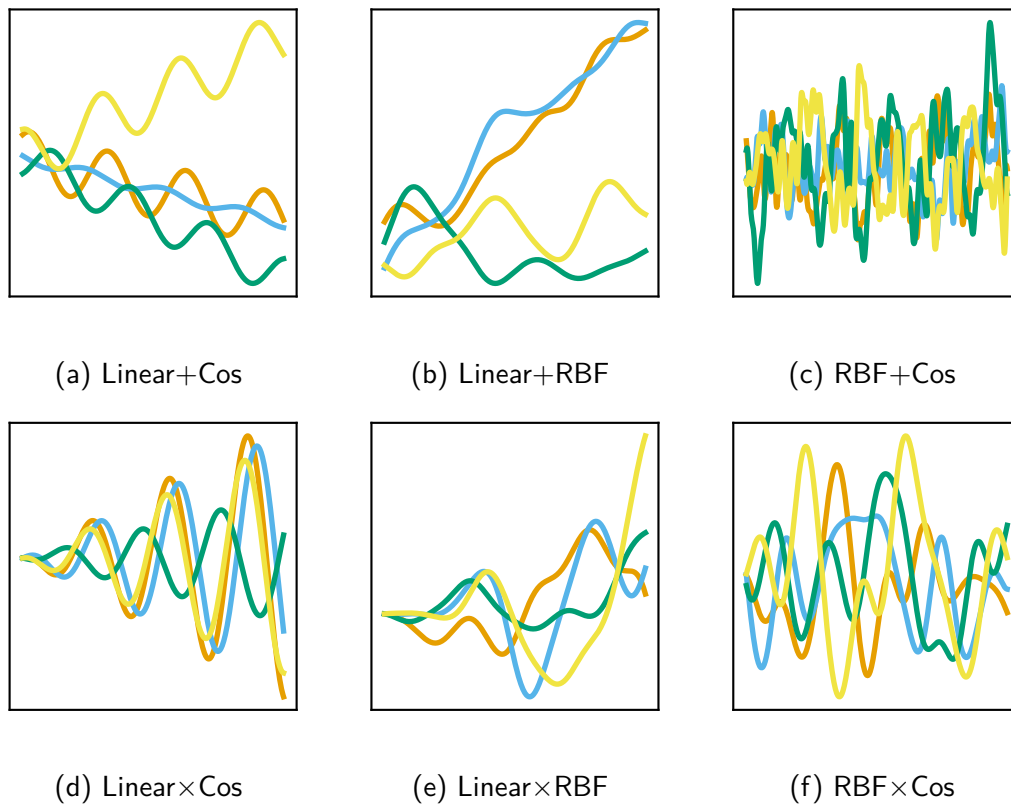 (a) Linear+Cos
(b) Linear+RBF
(c) RBF+Cos
(d) Linear×Cos
(e) Linear×RBF
(f) RBF×Cos